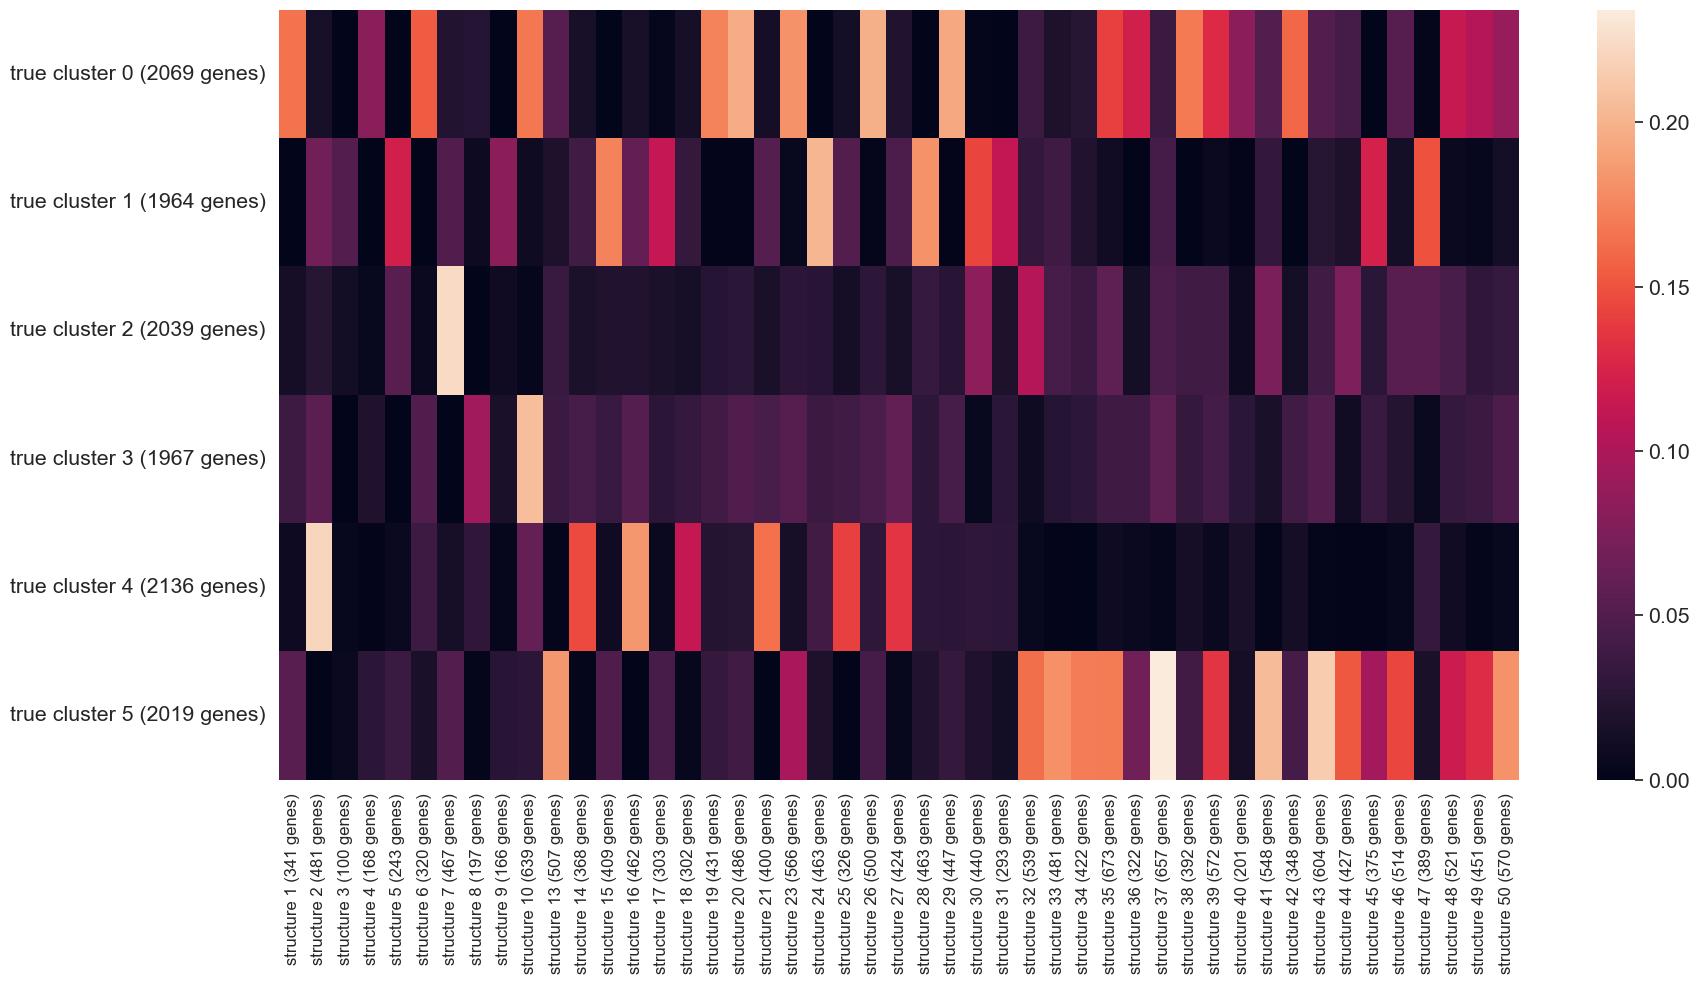 true cluster 0 (2069 genes)
true cluster 1 (1964 genes)
true cluster 2 (2039 genes)
true cluster 3 (1967 genes)
true cluster 4 (2136 genes)
true cluster 5 (2019 genes)
0.20
0.15
0.10
0.05
0.00
structure 1 (341 genes)
structure 2 (481 genes)
structure 3 (100 genes)
structure 4 (168 genes)
structure 5 (243 genes)
structure 6 (320 genes)
structure 7 (467 genes)
structure 8 (197 genes)
structure 9 (166 genes)
structure 10 (639 genes)
structure 13 (507 genes)
structure 14 (368 genes)
structure 15 (409 genes)
structure 16 (462 genes)
structure 17 (303 genes)
structure 18 (302 genes)
structure 19 (431 genes)
structure 20 (486 genes)
structure 21 (400 genes)
structure 23 (566 genes)
structure 24 (463 genes)
structure 25 (326 genes)
structure 26 (500 genes)
structure 27 (424 genes)
structure 28 (463 genes)
structure 29 (447 genes)
structure 30 (440 genes)
structure 31 (293 genes)
structure 32 (539 genes)
structure 33 (481 genes)
structure 34 (422 genes)
structure 35 (673 genes)
structure 36 (322 genes)
structure 37 (657 genes)
structure 38 (392 genes)
structure 39 (572 genes)
structure 40 (201 genes)
structure 41 (548 genes)
structure 42 (348 genes)
structure 43 (604 genes)
structure 44 (427 genes)
structure 45 (375 genes)
structure 46 (514 genes)
structure 47 (389 genes)
structure 48 (521 genes)
structure 49 (451 genes)
structure 50 (570 genes)